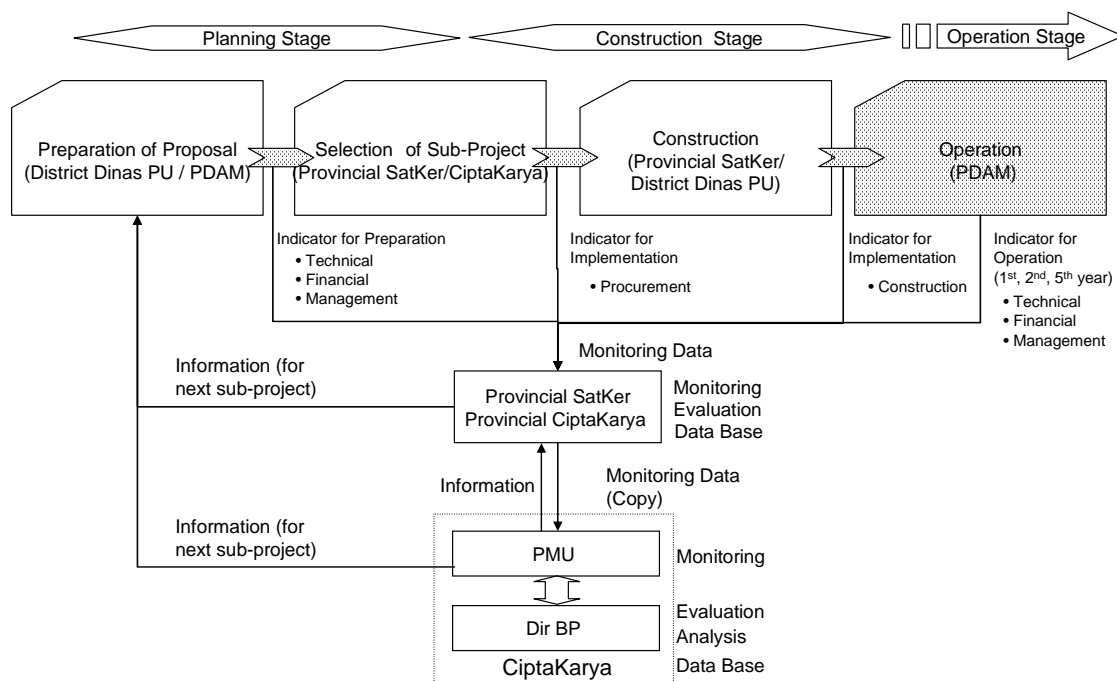 Planning Stage
Construction Stage
Operation Stage
Preparation of Proposal
(District Dinas PU / PDAM)
Selection of Sub-Project
(Provincial SatKer/CiptaKarya)
Construction
(Provincial SatKer/
District Dinas PU)
Operation
(PDAM)
Indicator for Preparation
• Technical
• Financial
• Management
Indicator for
Implementation
• Procurement
Indicator for
Implementation
• Construction
Indicator for
Operation
(1st, 2nd, 5th year)
• Technical
• Financial
• Management
Monitoring Data
Information (for
next sub-project)
Provincial SatKer
Provincial CiptaKarya
Monitoring
Evaluation
Data Base
Information
Monitoring Data
(Copy)
Information (for
next sub-project)
PMU
Monitoring
Dir BP
Evaluation
Analysis
Data Base
CiptaKarya